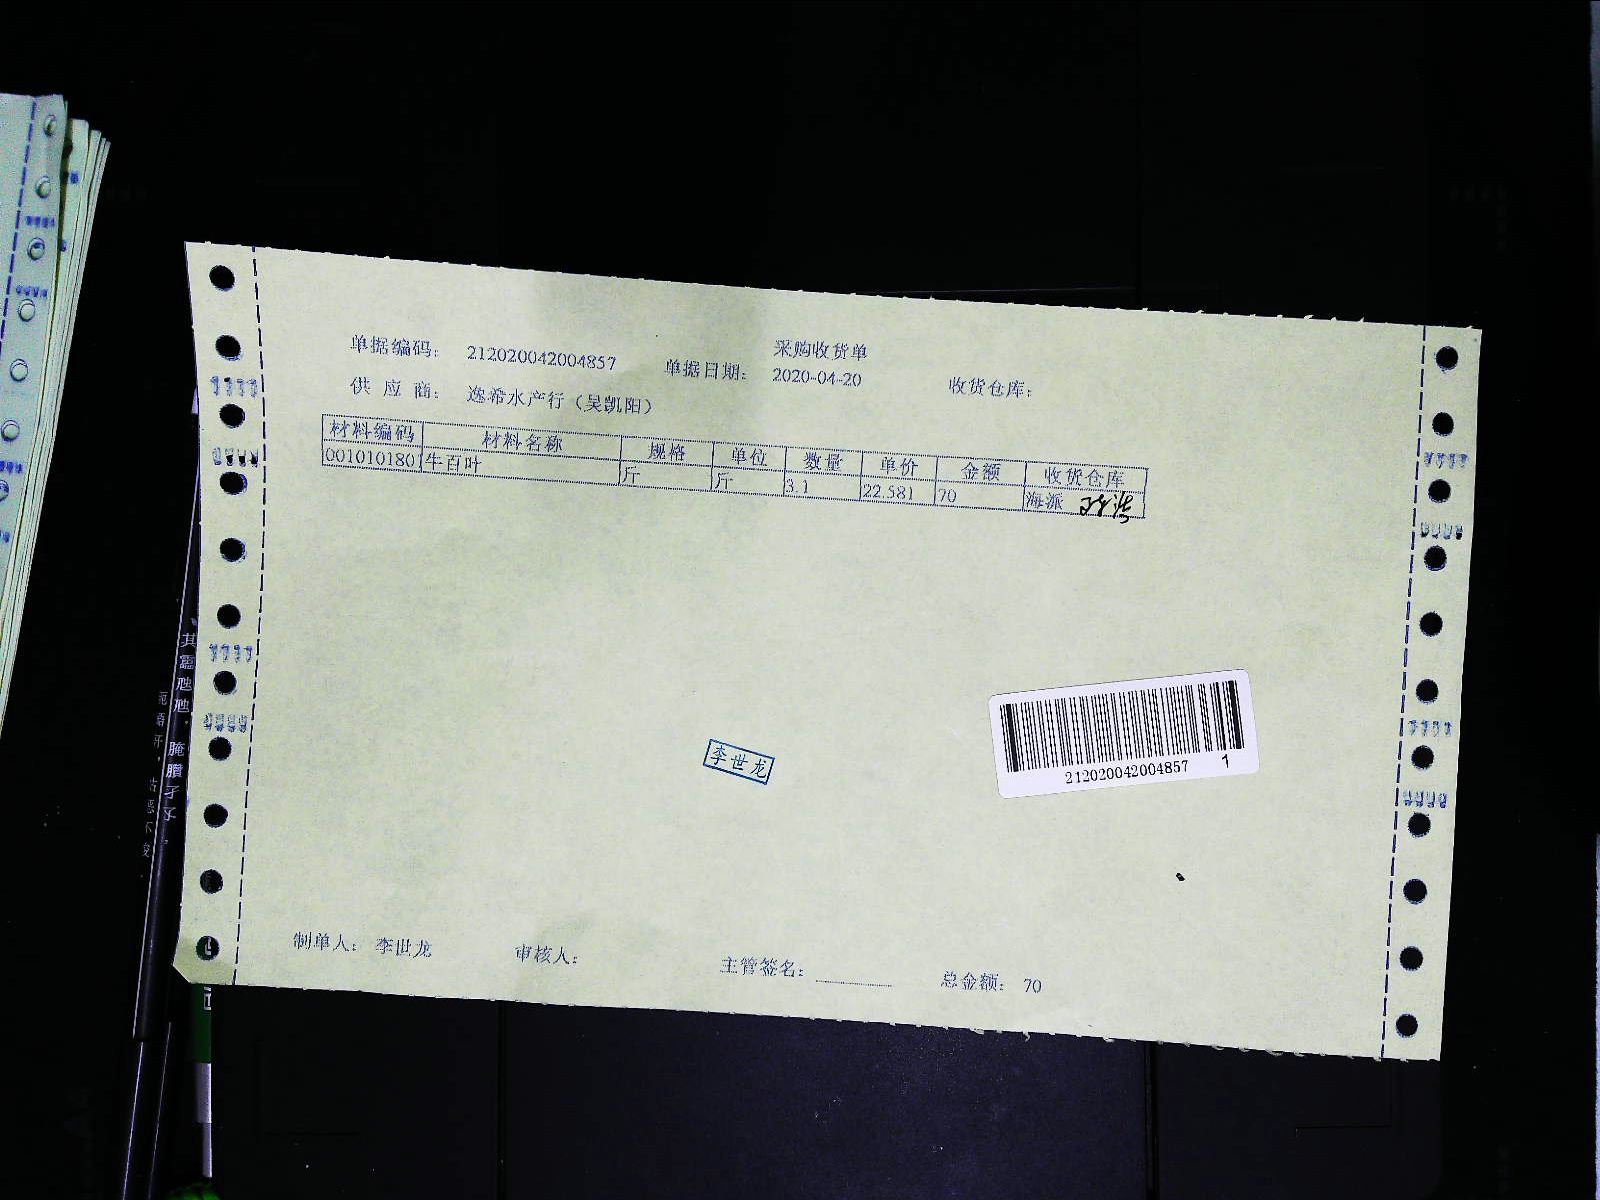 采购收货单
单据编码： 212020042004857 单据日期： 2020-04-20 收货仓库：
供 应 商： 逸希水产行（吴凯阳）
材料编码 材料名称 规格 单位 数量 单价 金额 收货仓库
001010180 牛百叶 斤 斤 3.1 22.581 70 海派
212020042004857 1
李世龙
制单人： 李世龙 审核人： 主管签名： 总金额： 70